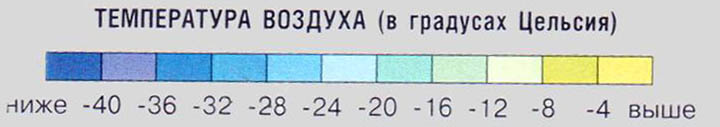 ТЕМПЕРАТУРА ВОЗДУХА (в градусах Цельсия)
ниже -40 -36 -32 -28 -24 -20 -16 -12 -8 -4 выше